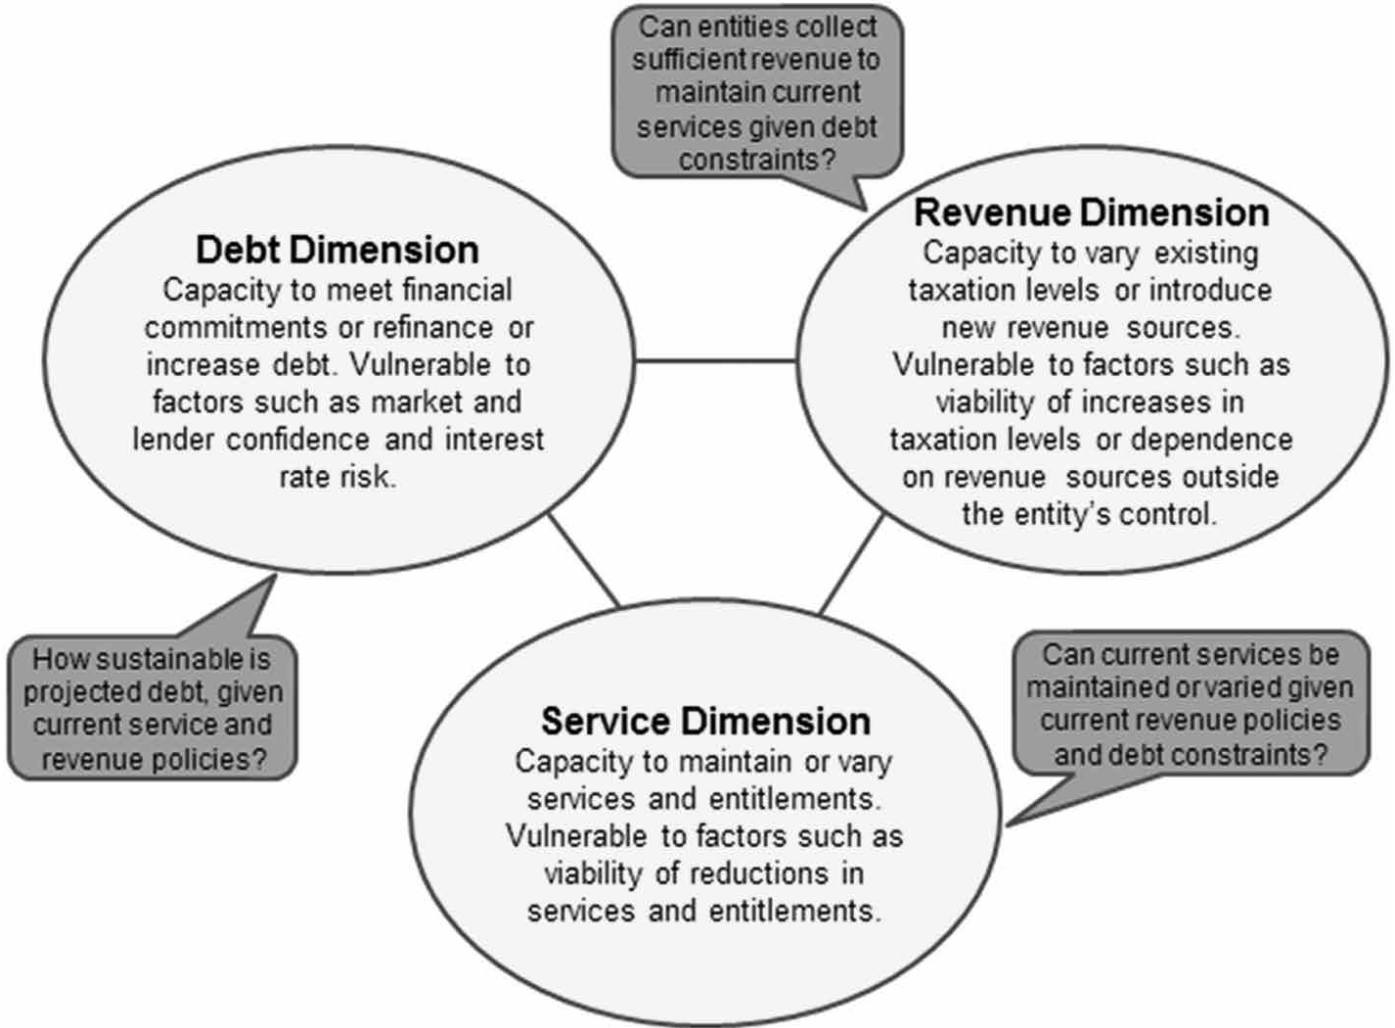 Can entities collect
sufficient revenue to
maintain current
services given debt
constraints?
Debt Dimension
Capacity to meet financial
commitments or refinance or
increase debt. Vulnerable to
factors such as market and
lender confidence and interest
rate risk.
Revenue Dimension
Capacity to vary existing
taxation levels or introduce
new revenue sources.
Vulnerable to factors such as
viability of increases in
taxation levels or dependence
on revenue sources outside
the entity's control.
How sustainable is
projected debt, given
current service and
revenue policies?
Service Dimension
Capacity to maintain or vary
services and entitlements.
Vulnerable to factors such as
viability of reductions in
services and entitlements.
Can current services be
maintained or varied given
current revenue policies
and debt constraints?